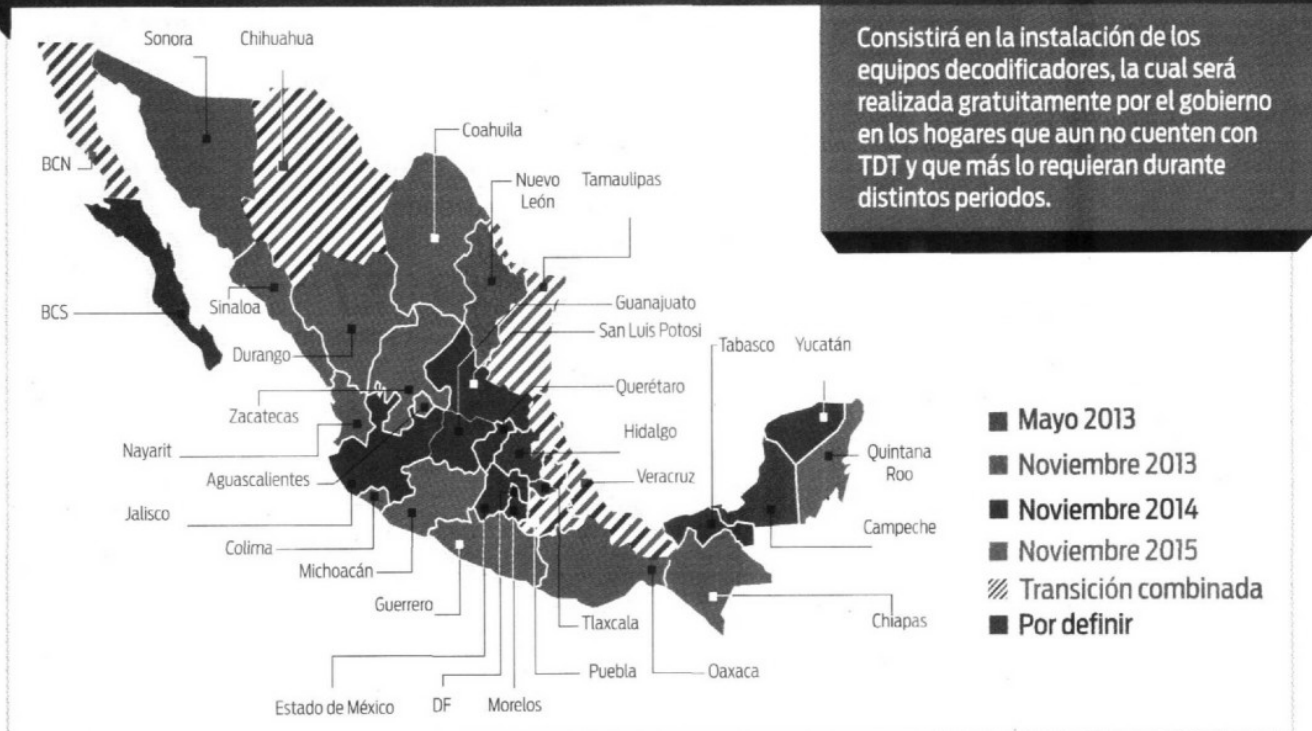 Consistirá en la instalación de los
equipos decodificadores, la cual será
realizada gratuitamente por el gobierno
en los hogares que aun no cuenten con
TDT y que más lo requieran durante
distintos periodos.
Sonora
Chihuahua
Coahuila
BCN
Nuevo
León
Tamaulipas
Guanajuato
San Luis Potosi
BCS
Sinaloa
Durango
Tabasco
Yucatán
Querétaro
Zacatecas
Hidalgo
Nayarit
Quintana
Roo
Aguascalientes
Veracruz
Jalisco
Campeche
Colima
Michoacán
Guerrero
Tlaxcala
Chiapas
Puebla
Oaxaca
Estado de México
DF
Morelos
Mayo 2013
Noviembre 2013
Noviembre 2014
Noviembre 2015
Transición combinada
Por definir